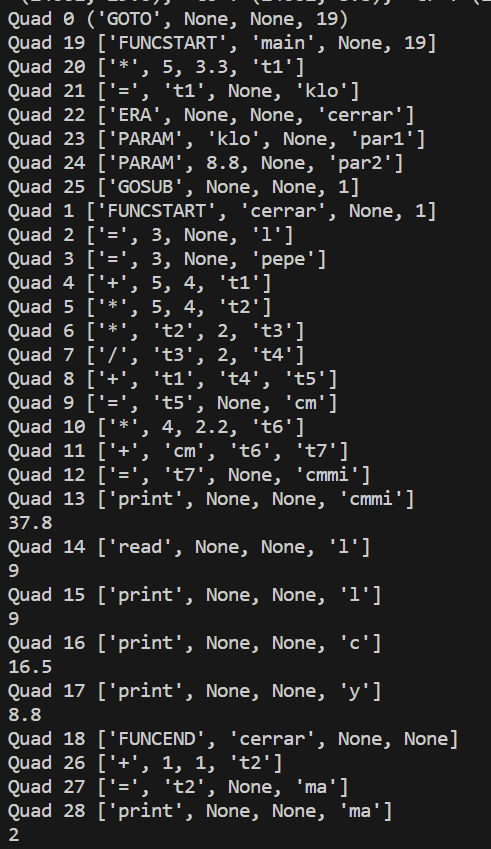 Quad 0 ('GOTO', None, None, 19)
Quad 19 ['FUNCSTART', 'main', None, 19]
Quad 20 ['*', 5, 3.3, 't1']
Quad 21 ['=', 't1', None, 'klo']
Quad 22 ['ERA', None, None, 'cerrar']
Quad 23 ['PARAM', 'klo', None, 'par1']
Quad 24 ['PARAM', 8.8, None, 'par2']
Quad 25 ['GOSUB', None, None, 1]
Quad 1 ['FUNCSTART', 'cerrar', None, 1]
Quad 2 ['=', 3, None, 'l']
Quad 3 ['=', 3, None, 'pepe']
Quad 4 ['+', 5, 4, 't1']
Quad 5 ['*', 5, 4, 't2']
Quad 6 ['*', 't2', 2, 't3']
Quad 7 ['/', 't3', 2, 't4']
Quad 8 ['+', 't1', 't4', 't5']
Quad 9 ['=', 't5', None, 'cm']
Quad 10 ['*', 4, 2.2, 't6']
Quad 11 ['+', 'cm', 't6', 't7']
Quad 12 ['=', 't7', None, 'cmmi']
Quad 13 ['print', None, None, 'cmmi']
37.8
Quad 14 ['read', None, None, 'l']
9
Quad 15 ['print', None, None, 'l']
9
Quad 16 ['print', None, None, 'c']
16.5
Quad 17 ['print', None, None, 'y']
8.8
Quad 18 ['FUNCEND', 'cerrar', None, None]
Quad 26 ['+', 1, 1, 't2']
Quad 27 ['=', 't2', None, 'ma']
Quad 28 ['print', None, None, 'ma']
2